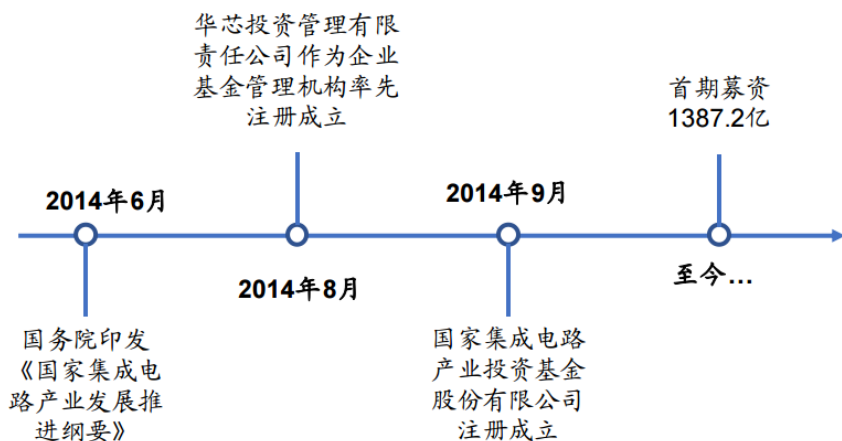 华芯投资管理有限
责任公司作为企业
基金管理机构率先
注册成立
首期募资
1387.2亿
2014年6月
2014年9月
2014年8月
至今...
国务院印发
《国家集成电
路产业发展推
进纲要》
国家集成电路
产业投资基金
股份有限公司
注册成立